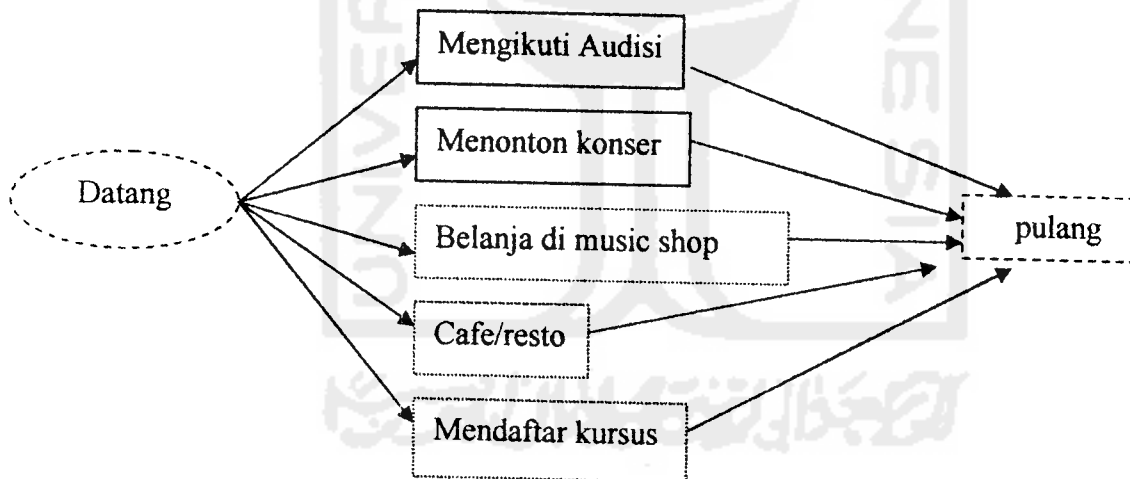 Mengikuti Audisi
Menonton konser
Datang
Belanja di music shop
pulang
Cafe/resto
Mendaftar kursus